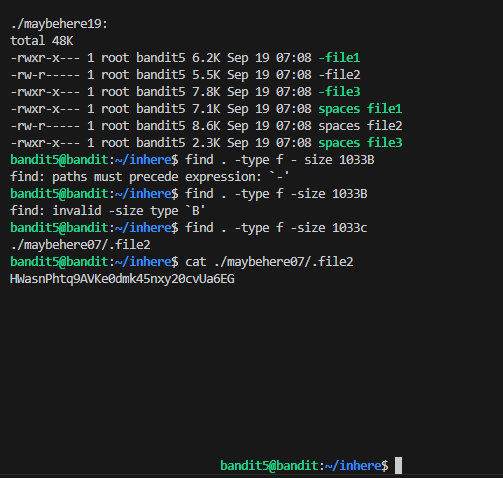 ./maybehere19:
total 48K
-rwxr-x--- 1 root bandit5 6.2K Sep 19 07:08 -file1
-rw-r----- 1 root bandit5 5.5K Sep 19 07:08 -file2
-rwxr-x--- 1 root bandit5 7.8K Sep 19 07:08 -file3
-rwxr-x--- 1 root bandit5 7.1K Sep 19 07:08 spaces file1
-rw-r----- 1 root bandit5 8.6K Sep 19 07:08 spaces file2
-rwxr-x--- 1 root bandit5 2.3K Sep 19 07:08 spaces file3
bandit5@bandit:~/inhere$ find . -type f - size 1033B
find: paths must precede expression: `-'
bandit5@bandit:~/inhere$ find . -type f -size 1033B
find: invalid -size type `B'
bandit5@bandit:~/inhere$ find . -type f -size 1033c
./maybehere07/.file2
bandit5@bandit:~/inhere$ cat ./maybehere07/.file2
HWasnPhtq9AVKe0dmk45nxy20cvUa6EG
bandit5@bandit:~/inhere$